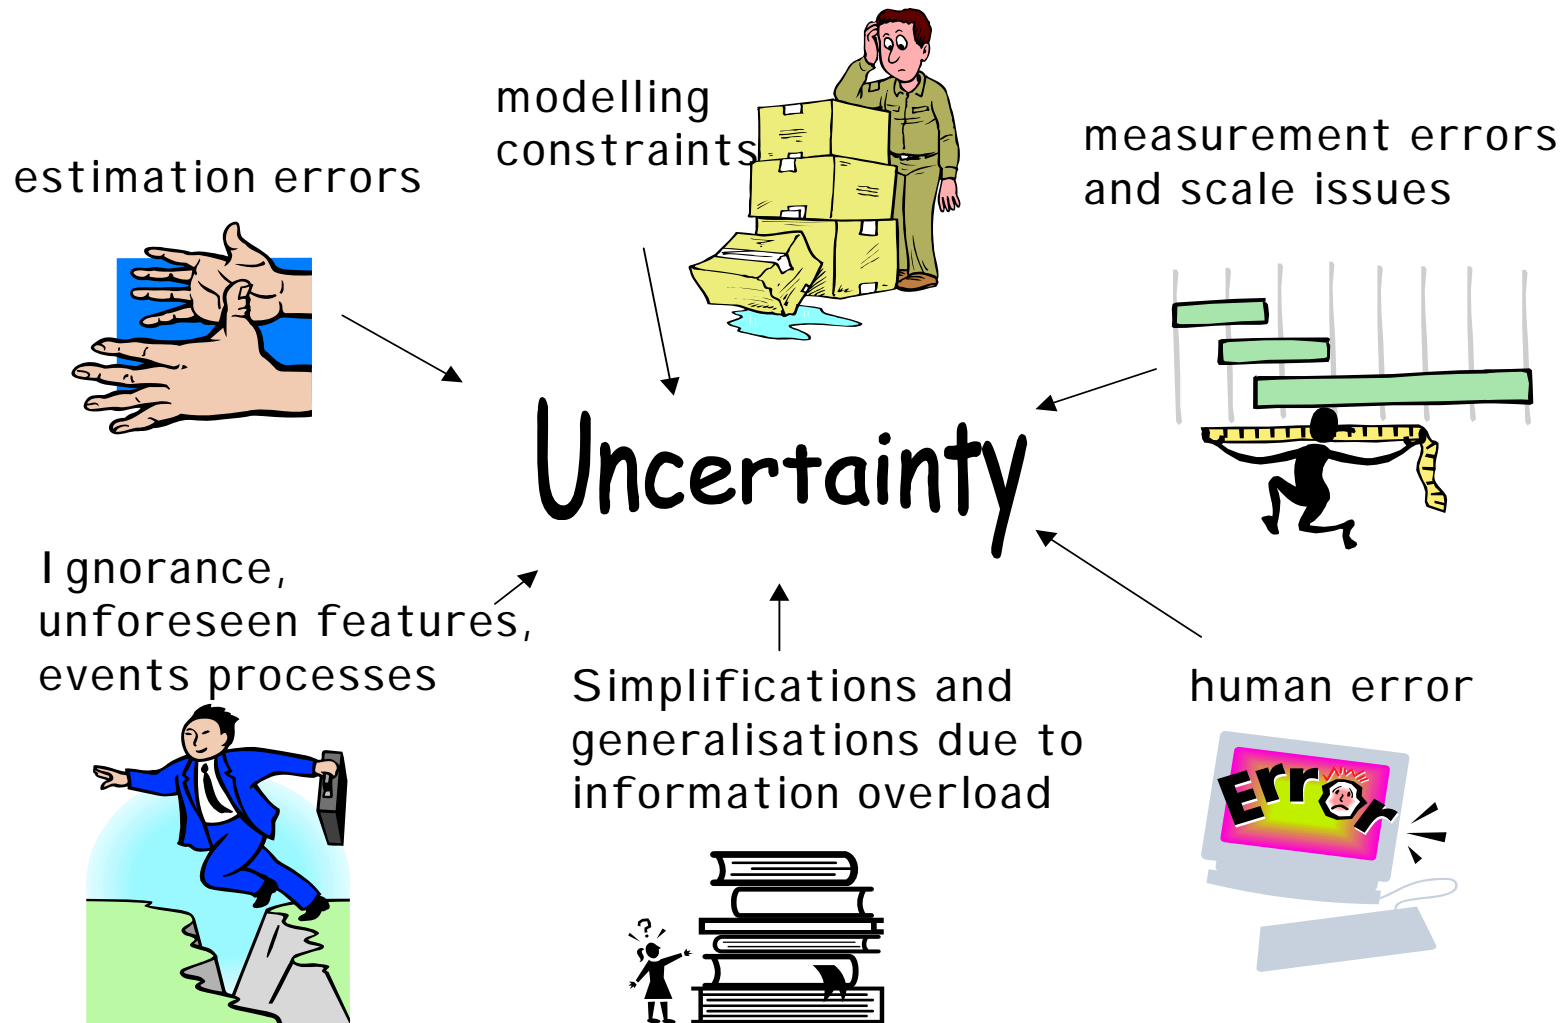 modelling
constraints
estimation errors
measurement errors
and scale issues
Uncertainty
Ignorance,
unforeseen features,
events processes
Simplifications and
generalisations due to
information overload
?
human error
Error